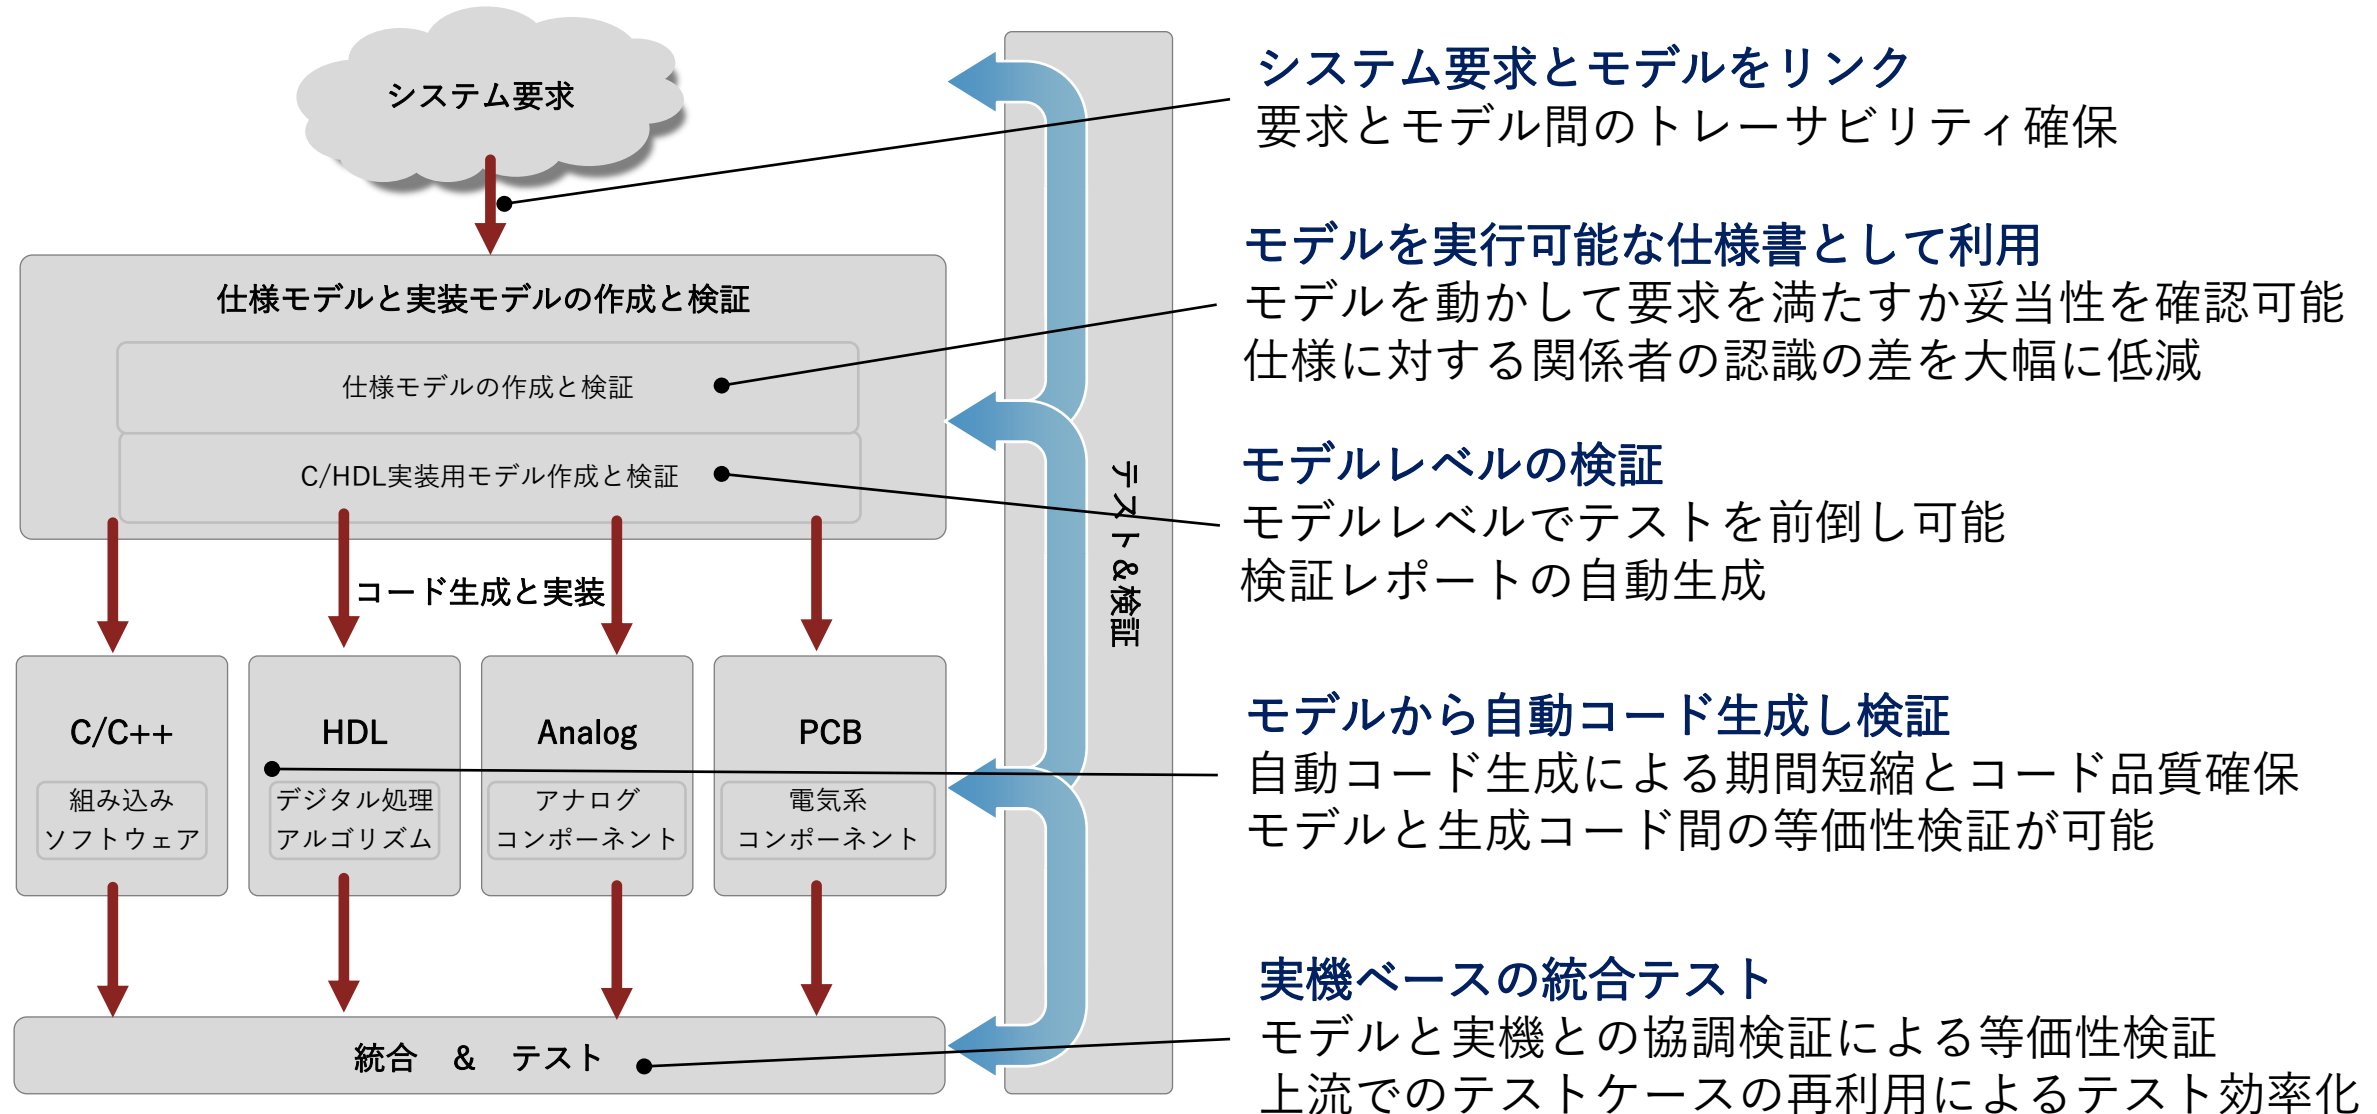 システム要求
仕様モデルと実装モデルの作成と検証
仕様モデルの作成と検証
C/HDL実装用モデル作成と検証
コード生成と実装
C/C++
組み込み
ソフトウェア
HDL
デジタル処理
アルゴリズム
Analog
アナログ
コンポーネント
PCB
電気系
コンポーネント
統合　&　テスト
テスト&検証
システム要求とモデルをリンク
要求とモデル間のトレーサビリティ確保
モデルを実行可能な仕様書として利用
モデルを動かして要求を満たすか妥当性を確認可能
仕様に対する関係者の認識の差を大幅に低減
モデルレベルの検証
モデルレベルでテストを前倒し可能
検証レポートの自動生成
モデルから自動コード生成し検証
自動コード生成による期間短縮とコード品質確保
モデルと生成コード間の等価性検証が可能
実機ベースの統合テスト
モデルと実機との協調検証による等価性検証
上流でのテストケースの再利用によるテスト効率化